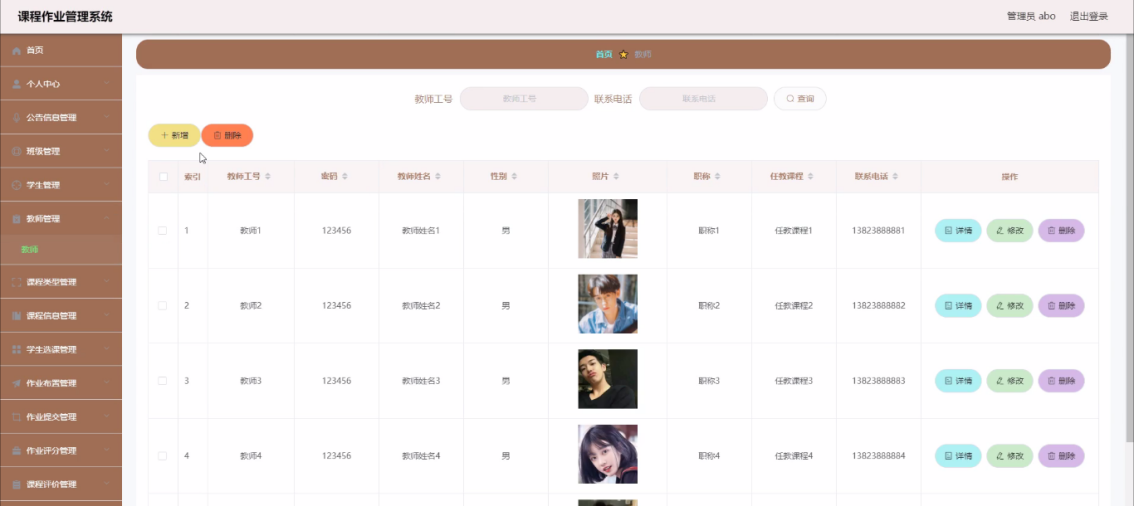 课程作业管理系统
管理员 abo 退出登录
首页
个人中心
公告信息管理
班级管理
学生管理
教师管理
教师
课程类型管理
课程信息管理
学生选课管理
作业布置管理
作业提交管理
作业评分管理
课程评价管理
首页 教师
教师工号 教师工号 联系电话 联系电话 查询
新增 删除
索引 教师工号 密码 教师姓名 性别 照片 职称 任教课程 联系电话 操作
1 教师1 123456 教师姓名1 男 职称1 任教课程1 13823888881 详情 修改 删除
2 教师2 123456 教师姓名2 男 职称2 任教课程2 13823888882 详情 修改 删除
3 教师3 123456 教师姓名3 男 职称3 任教课程3 13823888883 详情 修改 删除
4 教师4 123456 教师姓名4 男 职称4 任教课程4 13823888884 详情 修改 删除